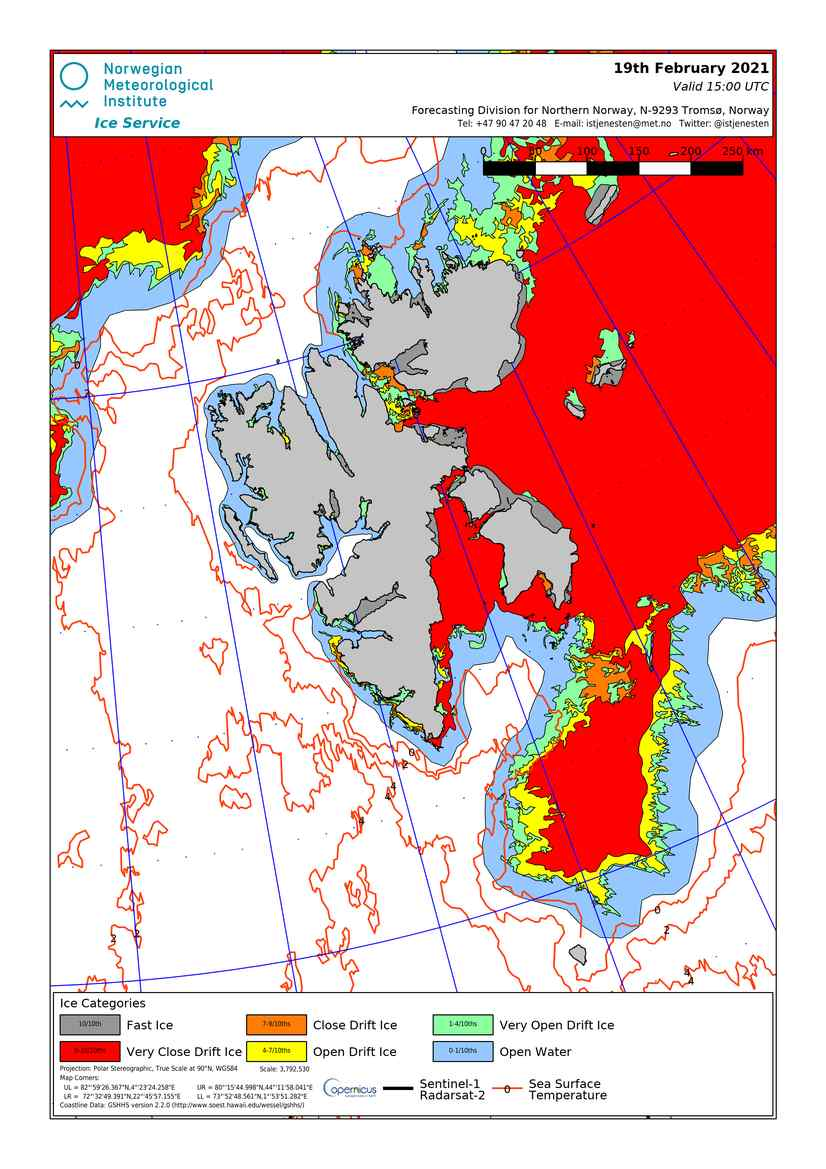 Norwegian
Meteorological
Institute
Ice Service
19th February 2021
Valid 15:00 UTC
Forecasting Division for Northern Norway, N-9293 Tromsø, Norway
Tel: +47 90 47 20 48 E-mail: istjenesten@met.no Twitter: @istjenesten
0 50 100 150 200 250 km
0
2
0
2
4
4
4
2
2
0
2
4
4
Ice Categories
10/10th Fast Ice
7-9/10ths Close Drift Ice
1-4/10ths Very Open Drift Ice
Very Close Drift Ice
4-7/10ths Open Drift Ice
0-1/10ths Open Water
Projection: Polar Stereographic, True Scale at 90°N, WGS84 Scale: 3,792,530
Map Corners:
UL = 82°59'26.367"N,4°23'24.258"E UR = 80°15'44.998"N,44°11'58.041"E
LR = 72°32'49.391"N,22°45'57.155"E LL = 73°52'48.561"N,1°53'51.282"E
Coastline Data: GSHHS version 2.2.0 (http://www.soest.hawaii.edu/wessel/gshhs/)
opernicus
Sentinel-1
Radarsat-2
0 Sea Surface
Temperature